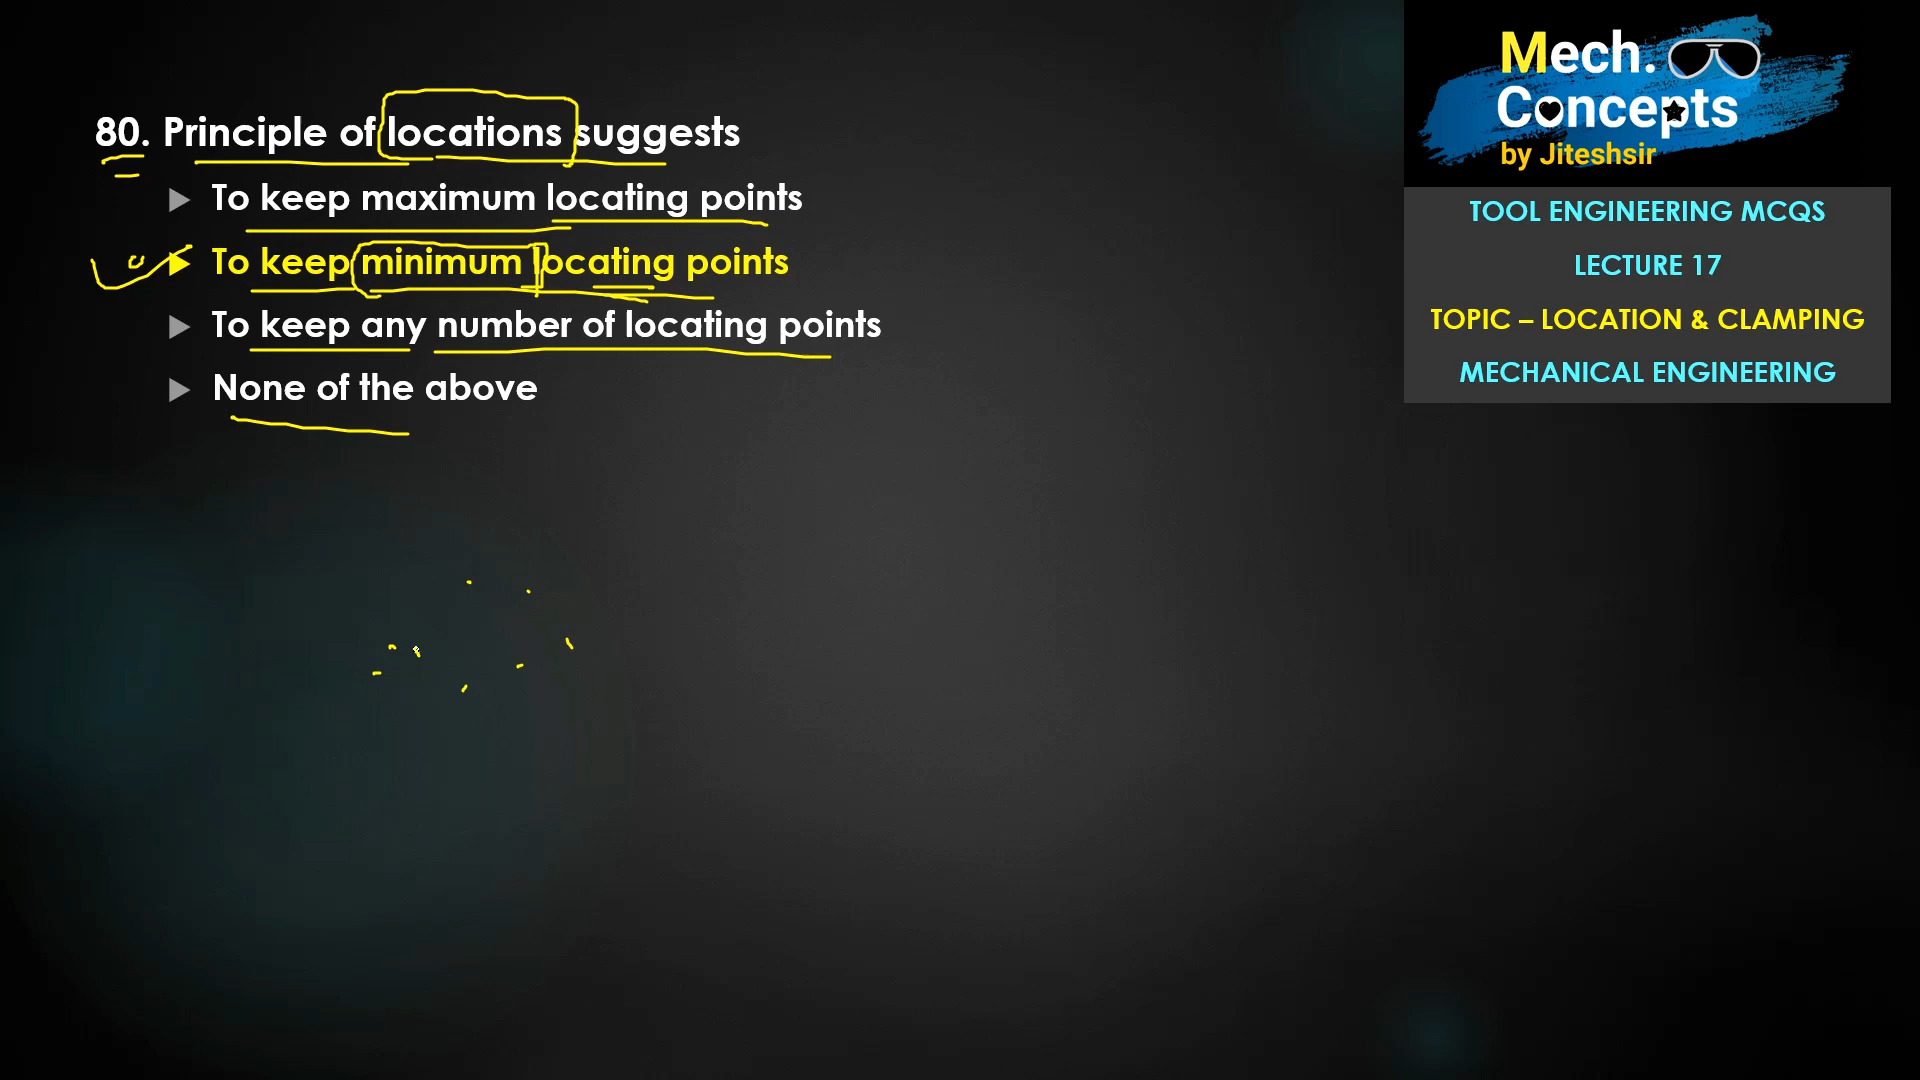 80. Principle of locations suggests
To keep maximum locating points
To keep minimum locating points
To keep any number of locating points
None of the above
Mech.
Concepts
by Jiteshsir
TOOL ENGINEERING MCQS
LECTURE 17
TOPIC – LOCATION & CLAMPING
MECHANICAL ENGINEERING